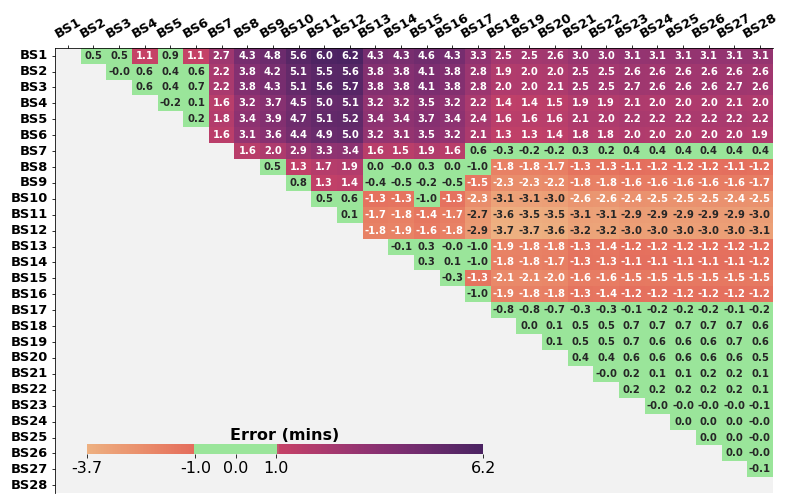 BS1 BS2 BS3 BS4 BS5 BS6 BS7 BS8 BS9 BS10 BS11 BS12 BS13 BS14 BS15 BS16 BS17 BS18 BS19 BS20 BS21 BS22 BS23 BS24 BS25 BS26 BS27 BS28
BS1 0.5 0.5 1.1 0.9 1.1 2.7 4.3 4.8 5.6 6.0 6.2 4.3 4.3 4.6 4.3 3.3 2.5 2.5 2.6 3.0 3.0 3.1 3.1 3.1 3.1 3.1 3.1
BS2 -0.0 0.6 0.4 0.6 2.2 3.8 4.2 5.1 5.5 5.6 3.8 3.8 4.1 3.8 2.8 1.9 2.0 2.0 2.5 2.5 2.6 2.6 2.6 2.6 2.6 2.6
BS3 0.6 0.4 0.7 2.2 3.8 4.3 5.1 5.6 5.7 3.8 3.8 4.1 3.8 2.8 2.0 2.0 2.1 2.5 2.5 2.7 2.6 2.6 2.6 2.7 2.6
BS4 -0.2 0.1 1.6 3.2 3.7 4.5 5.0 5.1 3.2 3.2 3.5 3.2 2.2 1.4 1.4 1.5 1.9 1.9 2.1 2.0 2.0 2.0 2.1 2.0
BS5 0.2 1.8 3.4 3.9 4.7 5.1 5.2 3.4 3.4 3.7 3.4 2.4 1.6 1.6 1.6 2.1 2.0 2.2 2.2 2.2 2.2 2.2 2.2
BS6 1.6 3.1 3.6 4.4 4.9 5.0 3.2 3.1 3.5 3.2 2.1 1.3 1.3 1.4 1.8 1.8 2.0 2.0 2.0 2.0 2.0 1.9
BS7 1.6 2.0 2.9 3.3 3.4 1.6 1.5 1.9 1.6 0.6 -0.3 -0.2 -0.2 0.3 0.2 0.4 0.4 0.4 0.4 0.4 0.4
BS8 0.5 1.3 1.7 1.9 0.0 -0.0 0.3 0.0 -1.0 -1.8 -1.8 -1.7 -1.3 -1.3 -1.1 -1.2 -1.2 -1.2 -1.1 -1.2
BS9 0.8 1.3 1.4 -0.4 -0.5 -0.2 -0.5 -1.5 -2.3 -2.3 -2.2 -1.8 -1.8 -1.6 -1.6 -1.6 -1.6 -1.6 -1.7
BS10 0.5 0.6 -1.3 -1.3 -1.0 -1.3 -2.3 -3.1 -3.1 -3.0 -2.6 -2.6 -2.4 -2.5 -2.5 -2.5 -2.4 -2.5
BS11 0.1 -1.7 -1.8 -1.4 -1.7 -2.7 -3.6 -3.5 -3.5 -3.1 -3.1 -2.9 -2.9 -2.9 -2.9 -2.9 -3.0
BS12 -1.8 -1.9 -1.6 -1.8 -2.9 -3.7 -3.7 -3.6 -3.2 -3.2 -3.0 -3.0 -3.0 -3.0 -3.0 -3.1
BS13 -0.1 0.3 -0.0 -1.0 -1.9 -1.8 -1.8 -1.3 -1.4 -1.2 -1.2 -1.2 -1.2 -1.2 -1.2
BS14 0.3 0.1 -1.0 -1.8 -1.8 -1.7 -1.3 -1.3 -1.1 -1.1 -1.1 -1.1 -1.1 -1.2
BS15 -0.3 -1.3 -2.1 -2.1 -2.0 -1.6 -1.6 -1.5 -1.5 -1.5 -1.5 -1.5 -1.5
BS16 -1.0 -1.9 -1.8 -1.8 -1.3 -1.4 -1.2 -1.2 -1.2 -1.2 -1.2 -1.2
BS17 -0.8 -0.8 -0.7 -0.3 -0.3 -0.1 -0.2 -0.2 -0.2 -0.1 -0.2
BS18 0.0 0.1 0.5 0.5 0.7 0.7 0.7 0.7 0.7 0.6
BS19 0.1 0.5 0.5 0.7 0.6 0.6 0.6 0.7 0.6
BS20 0.4 0.4 0.6 0.6 0.6 0.6 0.6 0.5
BS21 -0.0 0.2 0.1 0.1 0.2 0.2 0.1
BS22 0.2 0.2 0.2 0.2 0.2 0.1
BS23 -0.0 -0.0 -0.0 -0.0 -0.1
BS24 0.0 0.0 0.0 -0.0
BS25 0.0 0.0 -0.0
BS26 0.0 -0.0
BS27 -0.1
BS28
Error (mins)
-3.7 -1.0 0.0 1.0 6.2